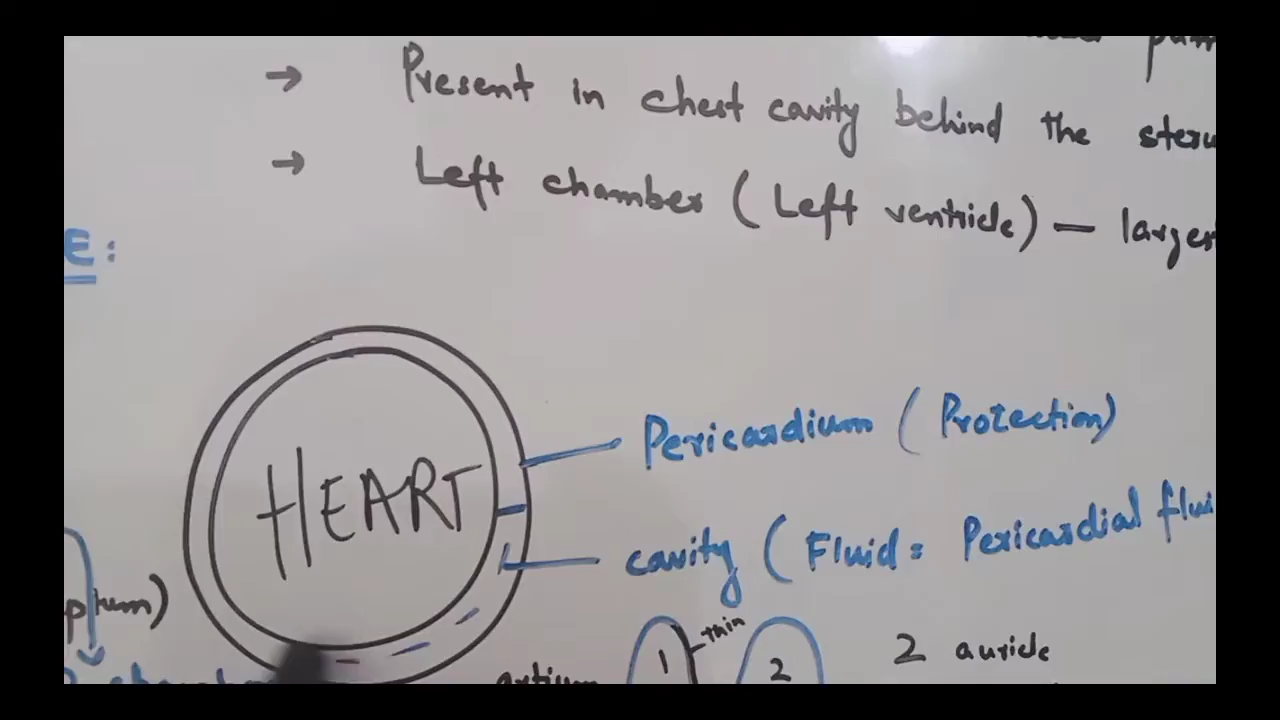 → Present in chest cavity behind the
→ Left chamber (Left ventricle) —
E:
HEART
Pericardium (Protection)
cavity (Fluid = Pericardial
thin
1
2
2 auricle